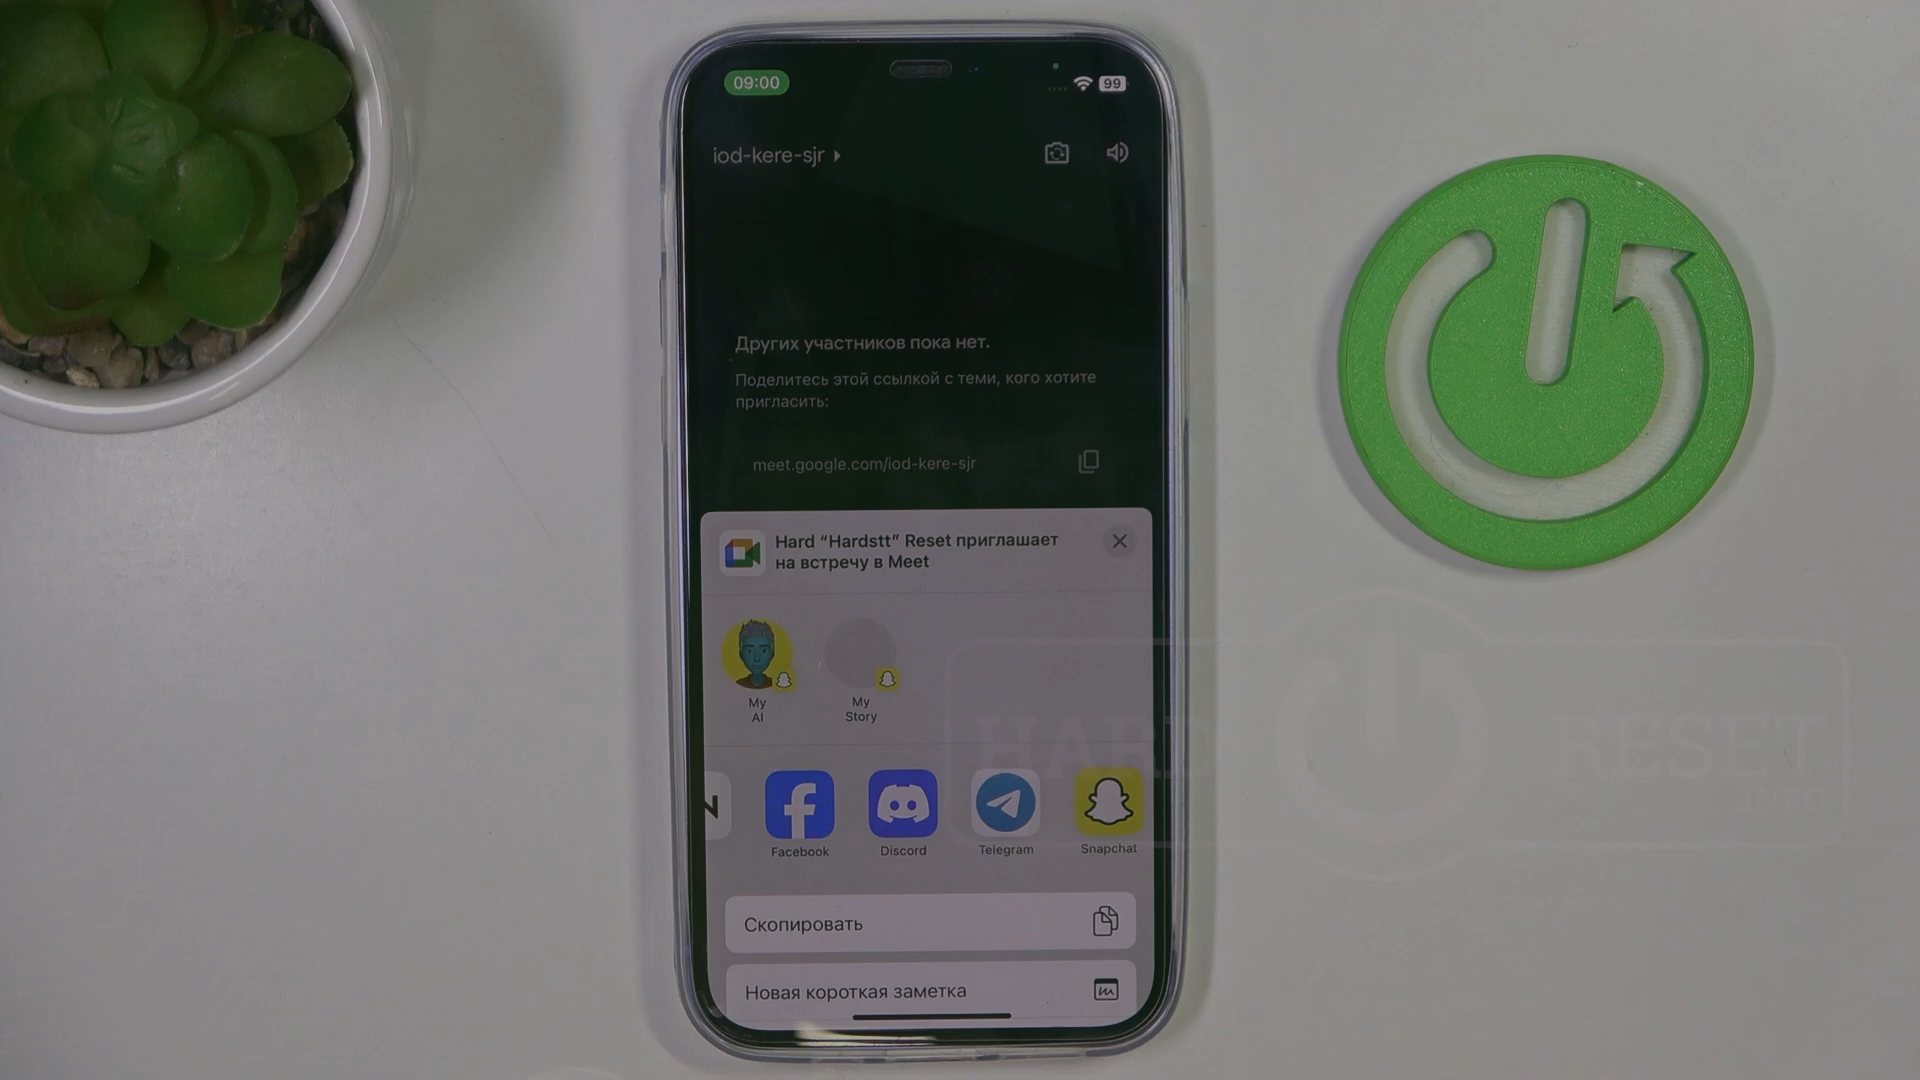 09:00
99
iod-kere-sjr
Других участников пока нет.
Поделитесь этой ссылкой с теми, кого хотите
пригласить:
meet.google.com/iod-kere-sjr
Hard “Hardstt” Reset приглашает
на встречу в Meet
My
AI
My
Story
N
Facebook
Discord
Telegram
Snapchat
Скопировать
Новая короткая заметка
HARD RESET
INFO